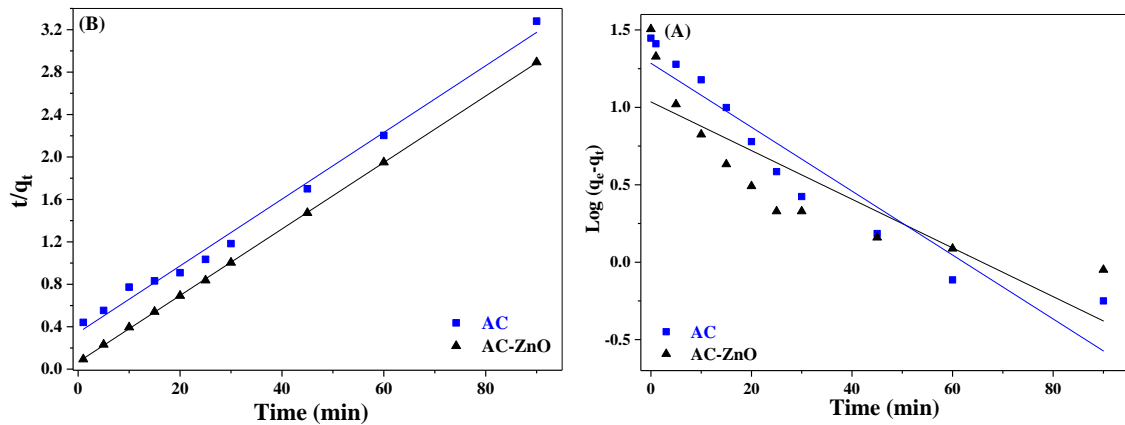 (B)
3.2
2.8
2.4
2.0
1.6
1.2
0.8
0.4
0.0
t/qt
0 20 40 60 80
Time (min)
AC
AC-ZnO
(A)
1.5
1.0
0.5
0.0
-0.5
Log (qe-qt)
0 20 40 60 80
Time (min)
AC
AC-ZnO